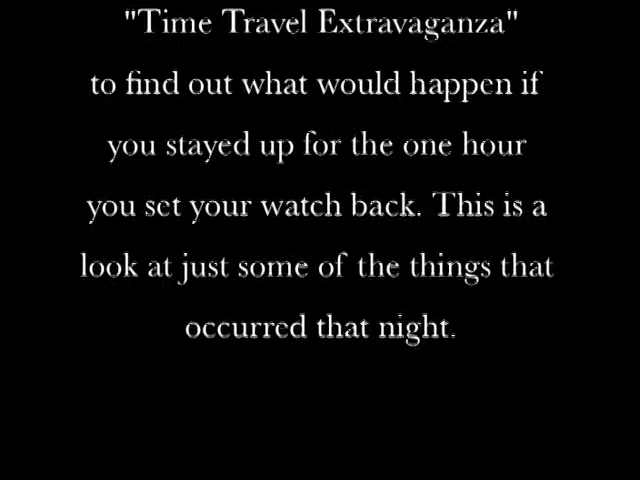 "Time Travel Extravaganza"
to find out what would happen if
you stayed up for the one hour
you set your watch back. This is a
look at just some of the things that
occurred that night.